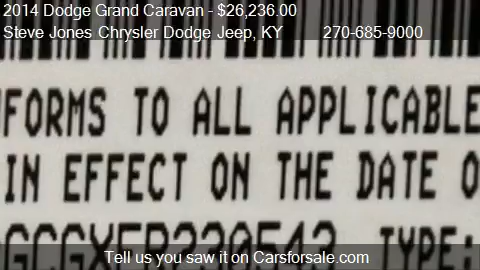 2014 Dodge Grand Caravan - $26,236.00
Steve Jones Chrysler Dodge Jeep, KY 270-685-9000
FORMS TO ALL APPLICABLE
IN EFFECT ON THE DATE O
TYPE:
Tell us you saw it on Carsforsale.com